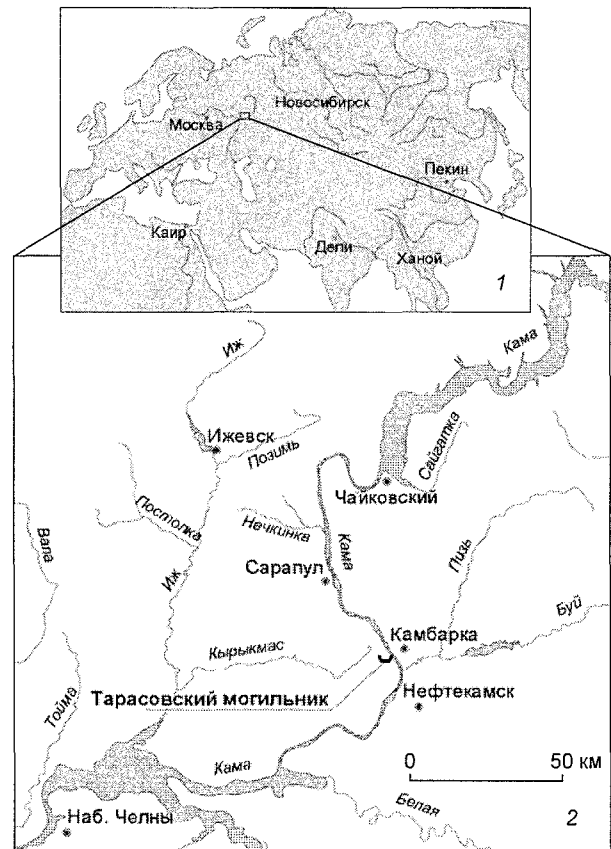 Новосибирск
Москва
Пекин
Каир
Дели
Ханой
1
Иж
Кама
Ижевск
Позимь
Сайгатка
Чайковский
Постолка
Нечкинка
Кама
Вала
Иж
Сарапул
Пизь
Буй
Камбарка
Кырыкмас
Тарасовский могильник
Нефтекамск
Тойма
0 50 км
Кама
Белая
Наб. Челны
2